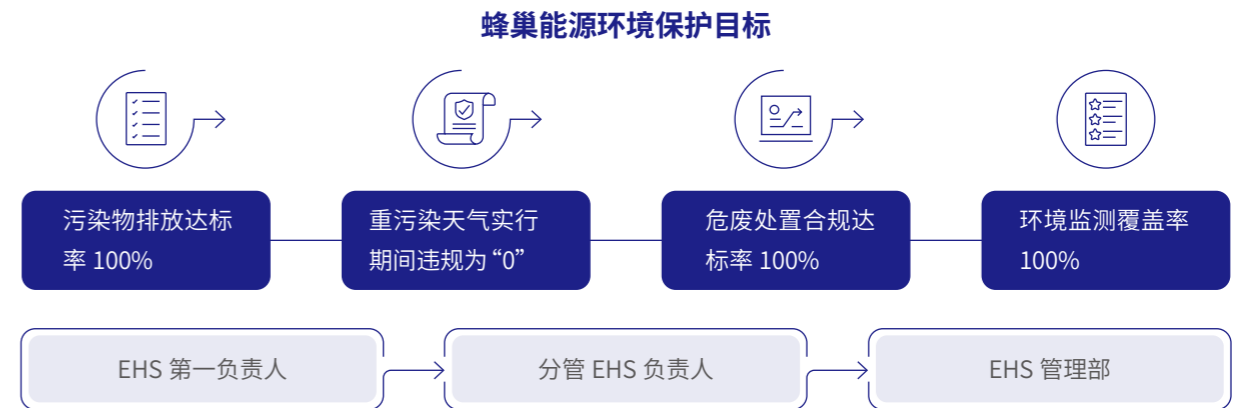 蜂巢能源环境保护目标
污染物排放达标
率 100%
重污染天气实行
期间违规为“0”
危废处置合规达
标率 100%
环境监测覆盖率
100%
EHS 第一负责人
分管 EHS 负责人
EHS 管理部